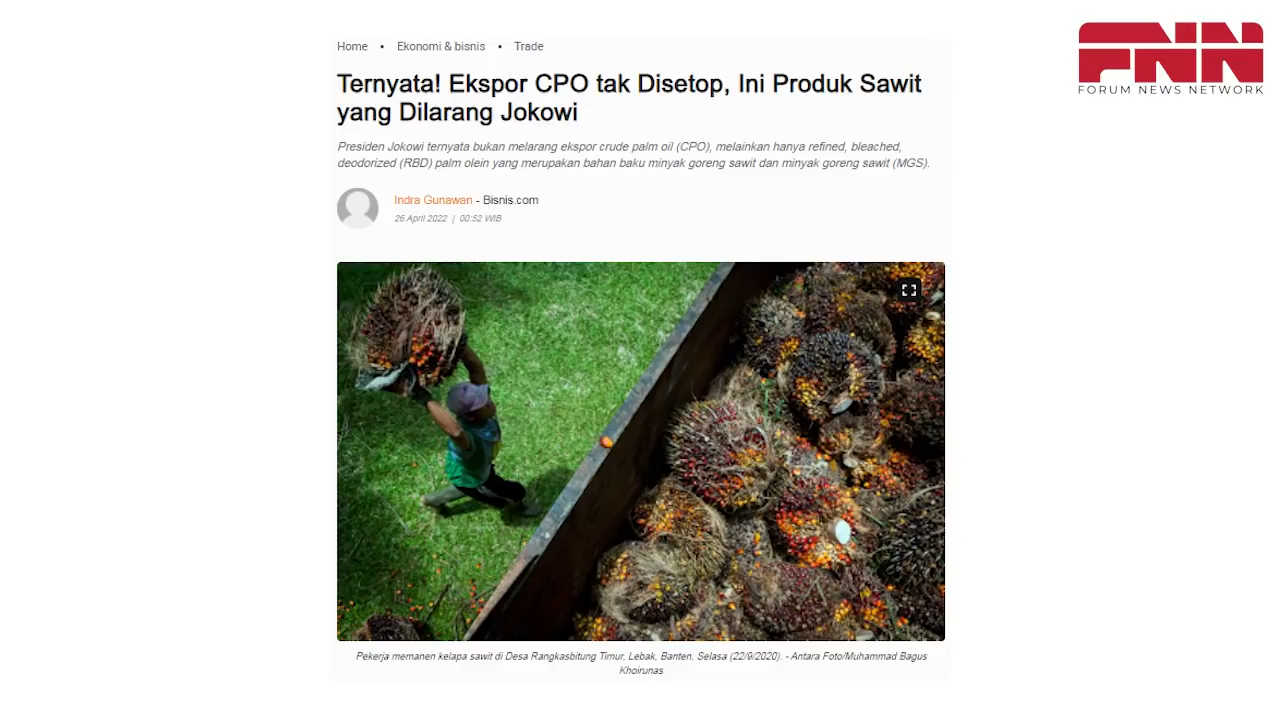 Home • Ekonomi & bisnis • Trade
FNN
FORUM NEWS NETWORK
Ternyata! Ekspor CPO tak Disetop, Ini Produk Sawit
yang Dilarang Jokowi
Presiden Jokowi ternyata bukan melarang ekspor crude palm oil (CPO), melainkan hanya refined, bleached,
deodorized (RBD) palm olein yang merupakan bahan baku minyak goreng sawit dan minyak goreng sawit (MGS).
Indra Gunawan - Bisnis.com
26 April 2022 | 00:52 WIB
Pekerja memanen kelapa sawit di Desa Rangkasbitung Timur, Lebak, Banten, Selasa (22/9/2020). - Antara Foto/Muhammad Bagus
Khoirunas